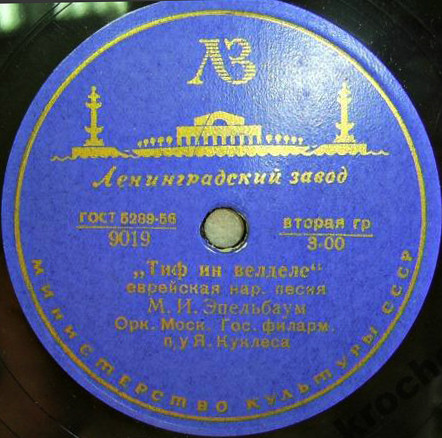 ЛЗ
Ленинградский завод
ГОСТ 5289-56
9019
вторая гр
3-00
„Тиф ин велделе“
еврейская нар. песня
М. И. Эпельбаум
Орк. Моск. Гос. филарм.
п/у Я. Куклеса
МИНИСТЕРСТВО КУЛЬТУРЫ СССР